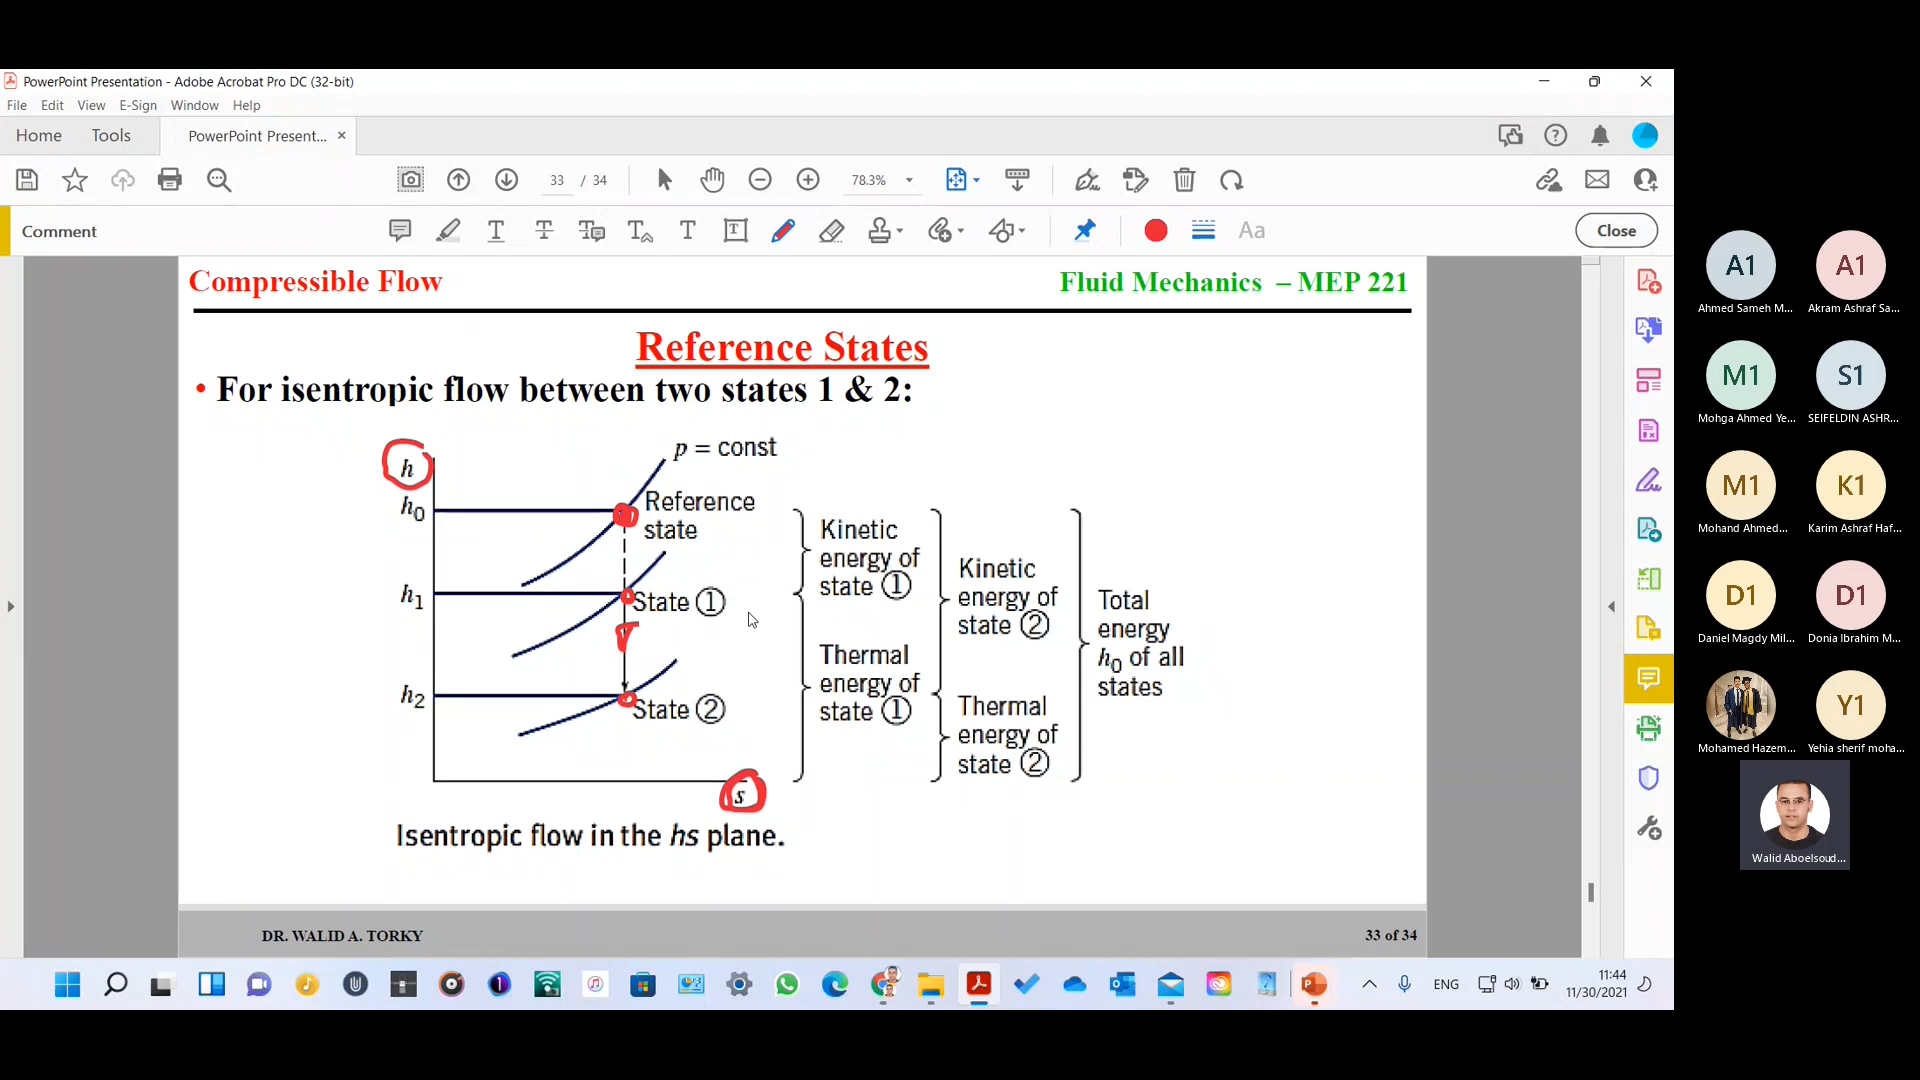 PowerPoint Presentation - Adobe Acrobat Pro DC (32-bit)
File Edit View E-Sign Window Help
Home Tools PowerPoint Present... ×
33 / 34 78.3%
Comment Close
Compressible Flow Fluid Mechanics – MEP 221
Reference States
• For isentropic flow between two states 1 & 2:
h
p = const
h0
Reference
state
h1
State ①
h2
State ②
s
Kinetic
energy of
state ①
Thermal
energy of
state ①
Kinetic
energy of
state ②
Thermal
energy of
state ②
Total
energy
h0 of all
states
Isentropic flow in the hs plane.
DR. WALID A. TORKY 33 of 34
ENG 11:44
11/30/2021
A1 A1
Ahmed Sameh M... Akram Ashraf Sa...
M1 S1
Mohga Ahmed Ye... SEIFELDIN ASHR...
M1 K1
Mohand Ahmed... Karim Ashraf Haf...
D1 D1
Daniel Magdy Mil... Donia Ibrahim M...
Y1
Mohamed Hazem... Yehia sherif moha...
Walid Aboelsoud...